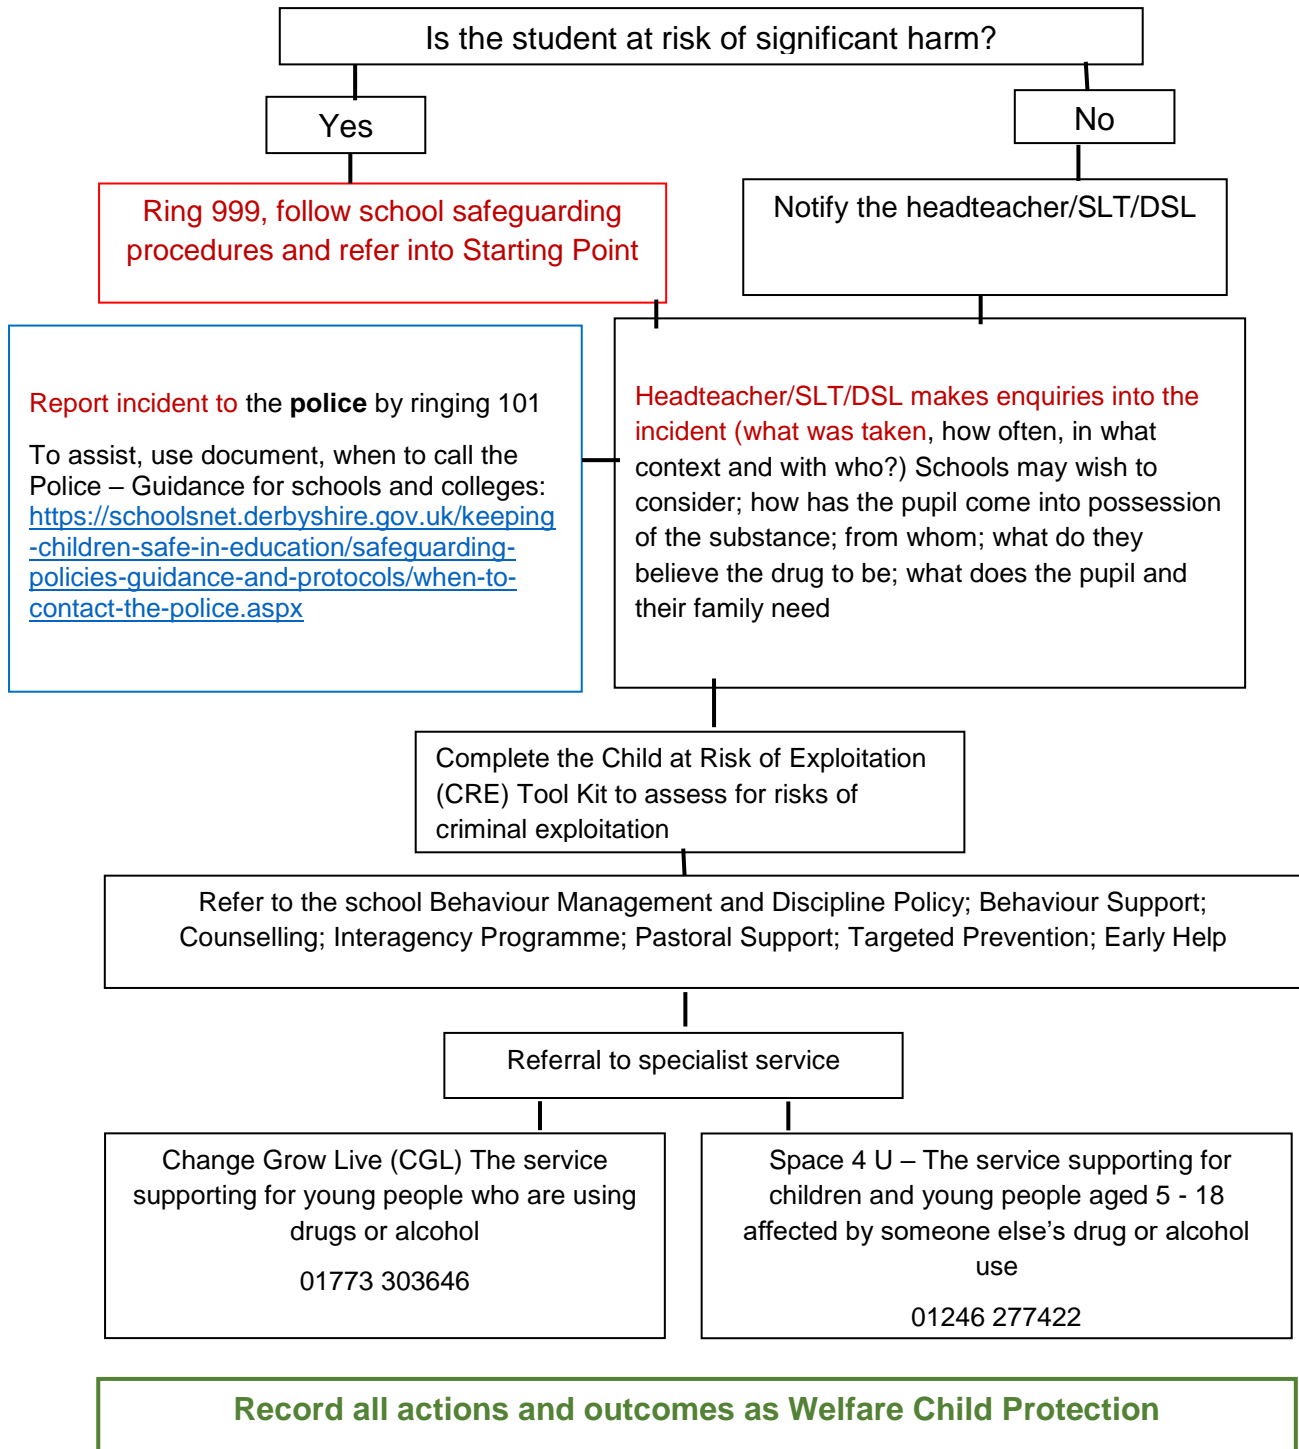 Is the student at risk of significant harm?
Yes
No
Ring 999, follow school safeguarding
procedures and refer into Starting Point
Notify the headteacher/SLT/DSL
Report incident to the police by ringing 101
To assist, use document, when to call the
Police – Guidance for schools and colleges:
https://schoolsnet.derbyshire.gov.uk/keeping
-children-safe-in-education/safeguarding-
policies-guidance-and-protocols/when-to-
contact-the-police.aspx
Headteacher/SLT/DSL makes enquiries into the
incident (what was taken, how often, in what
context and with who?) Schools may wish to
consider; how has the pupil come into possession
of the substance; from whom; what do they
believe the drug to be; what does the pupil and
their family need
Complete the Child at Risk of Exploitation
(CRE) Tool Kit to assess for risks of
criminal exploitation
Refer to the school Behaviour Management and Discipline Policy; Behaviour Support;
Counselling; Interagency Programme; Pastoral Support; Targeted Prevention; Early Help
Referral to specialist service
Change Grow Live (CGL) The service
supporting for young people who are using
drugs or alcohol
01773 303646
Space 4 U – The service supporting for
children and young people aged 5 - 18
affected by someone else’s drug or alcohol
use
01246 277422
Record all actions and outcomes as Welfare Child Protection